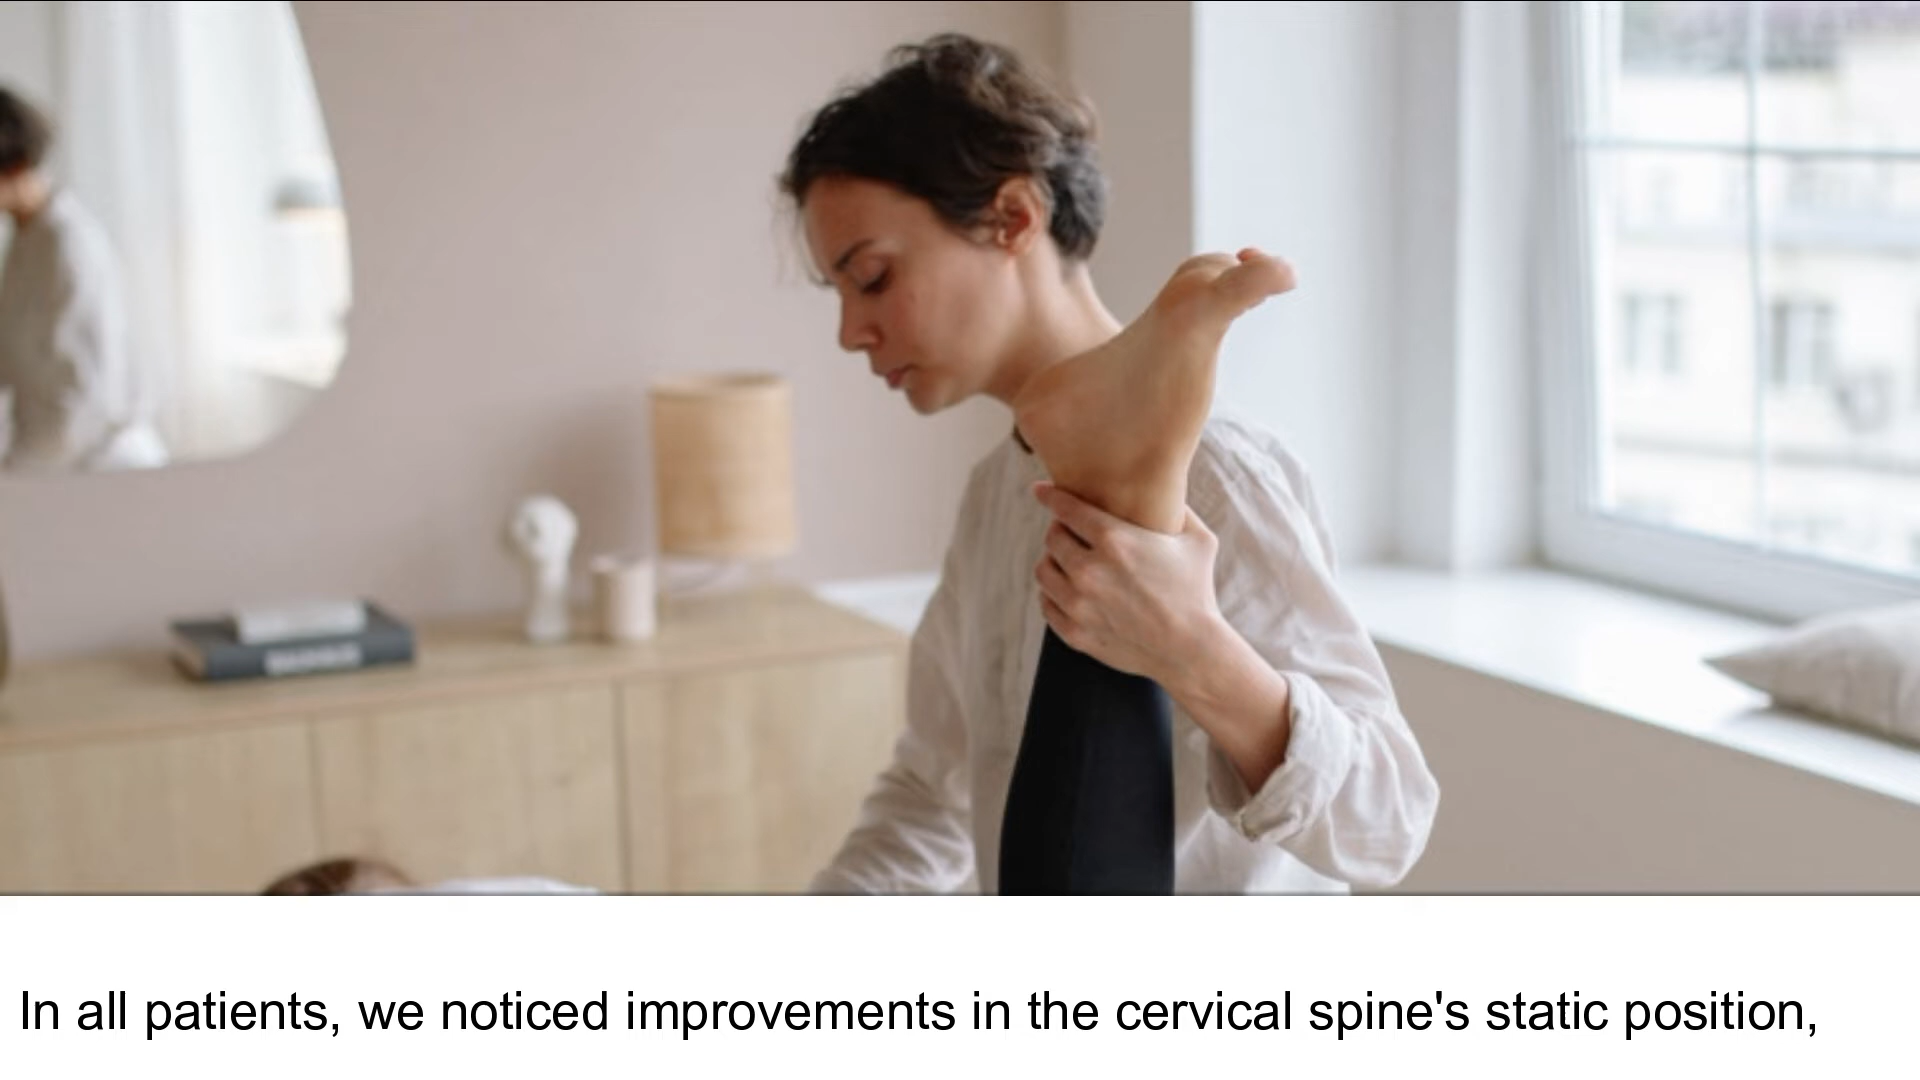 In all patients, we noticed improvements in the cervical spine's static position,